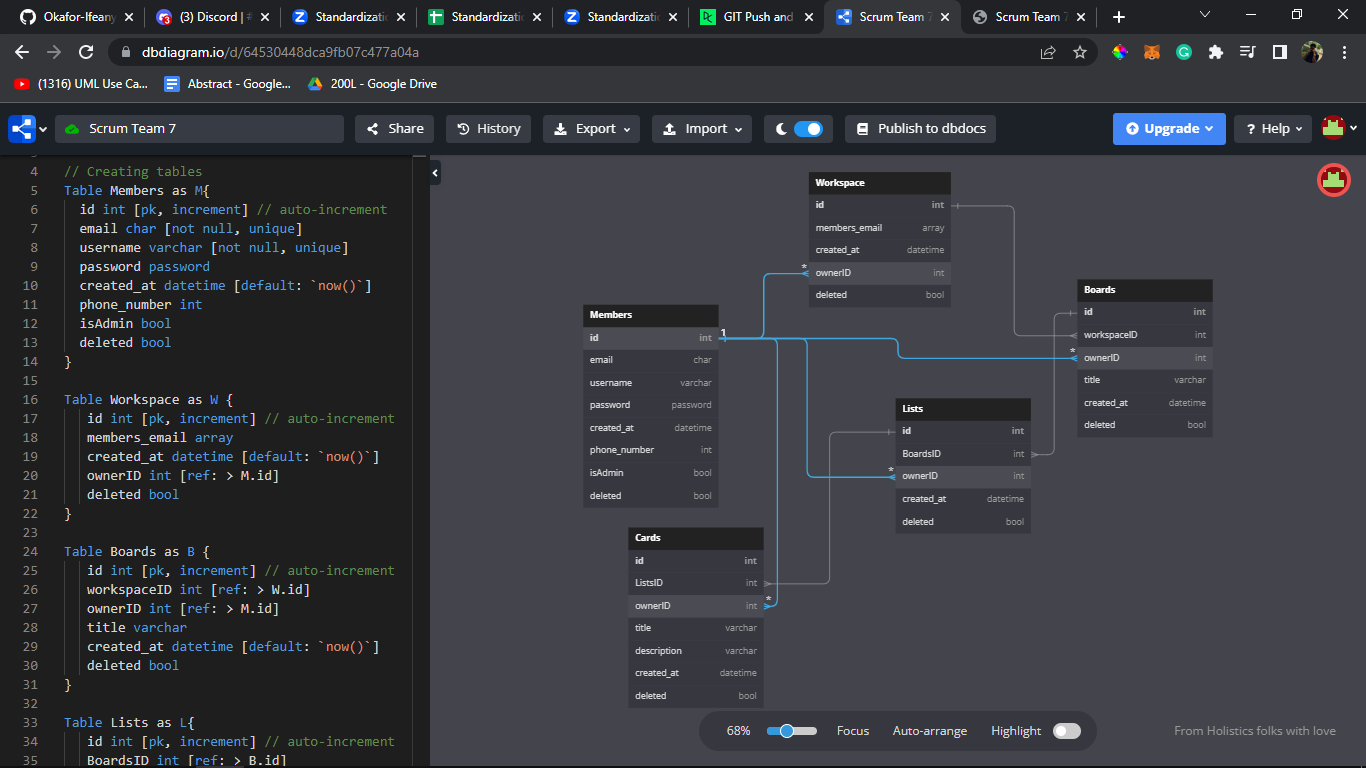 Okafor-Ifeany
(3) Discord | #
Standardizati
Standardizati
Standardizati
GIT Push and
Scrum Team 7
Scrum Team 7
dbdiagram.io/d/64530448dca9fb07c477a04a
(1316) UML Use Ca...
Abstract - Google...
200L - Google Drive
Scrum Team 7
Share
History
Export
Import
Publish to dbdocs
Upgrade
? Help
4 // Creating tables
5 Table Members as M{
6 id int [pk, increment] // auto-increment
7 email char [not null, unique]
8 username varchar [not null, unique]
9 password password
10 created_at datetime [default: `now()`]
11 phone_number int
12 isAdmin bool
13 deleted bool
14 }
15
16 Table Workspace as W {
17 id int [pk, increment] // auto-increment
18 members_email array
19 created_at datetime [default: `now()`]
20 ownerID int [ref: > M.id]
21 deleted bool
22 }
23
24 Table Boards as B {
25 id int [pk, increment] // auto-increment
26 workspaceID int [ref: > W.id]
27 ownerID int [ref: > M.id]
28 title varchar
29 created_at datetime [default: `now()`]
30 deleted bool
31 }
32
33 Table Lists as L{
34 id int [pk, increment] // auto-increment
35 BoardsID int [ref: > B.id]
Workspace
id int
members_email array
created_at datetime
* ownerID int
deleted bool
Members
id int 1
email char
username varchar
password password
created_at datetime
phone_number int
isAdmin bool
deleted bool
Boards
id int
workspaceID int
* ownerID int
title varchar
created_at datetime
deleted bool
Lists
id int
BoardsID int
* ownerID int
created_at datetime
deleted bool
Cards
id int
ListsID int
ownerID int *
title varchar
description varchar
created_at datetime
deleted bool
68%
Focus
Auto-arrange
Highlight
From Holistics folks with love